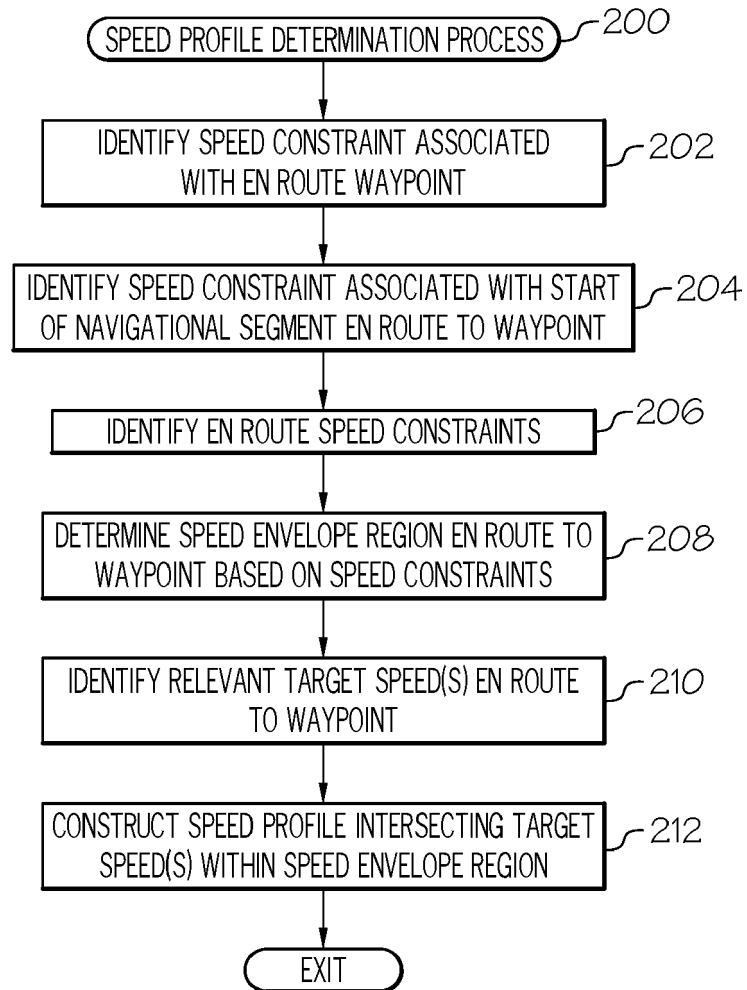 SPEED PROFILE DETERMINATION PROCESS
200
IDENTIFY SPEED CONSTRAINT ASSOCIATED
WITH EN ROUTE WAYPOINT
202
IDENTIFY SPEED CONSTRAINT ASSOCIATED WITH START
OF NAVIGATIONAL SEGMENT EN ROUTE TO WAYPOINT
204
IDENTIFY EN ROUTE SPEED CONSTRAINTS
206
DETERMINE SPEED ENVELOPE REGION EN ROUTE TO
WAYPOINT BASED ON SPEED CONSTRAINTS
208
IDENTIFY RELEVANT TARGET SPEED(S) EN ROUTE
TO WAYPOINT
210
CONSTRUCT SPEED PROFILE INTERSECTING TARGET
SPEED(S) WITHIN SPEED ENVELOPE REGION
212
EXIT